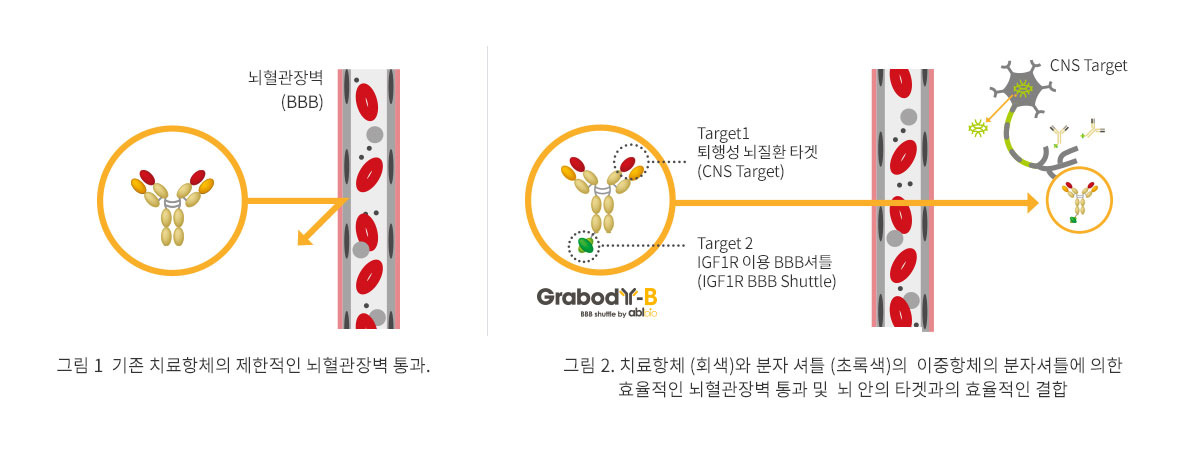 뇌혈관장벽
(BBB)
그림 1 기존 치료항체의 제한적인 뇌혈관장벽 통과.
CNS Target
Target1
퇴행성 뇌질환 타겟
(CNS Target)
Target 2
IGF1R 이용 BBB셔틀
(IGF1R BBB Shuttle)
GrabodY-B
BBB shuttle by ablbio
그림 2. 치료항체 (회색)와 분자 셔틀 (초록색)의 이중항체의 분자셔틀에 의한
효율적인 뇌혈관장벽 통과 및 뇌 안의 타겟과의 효율적인 결합